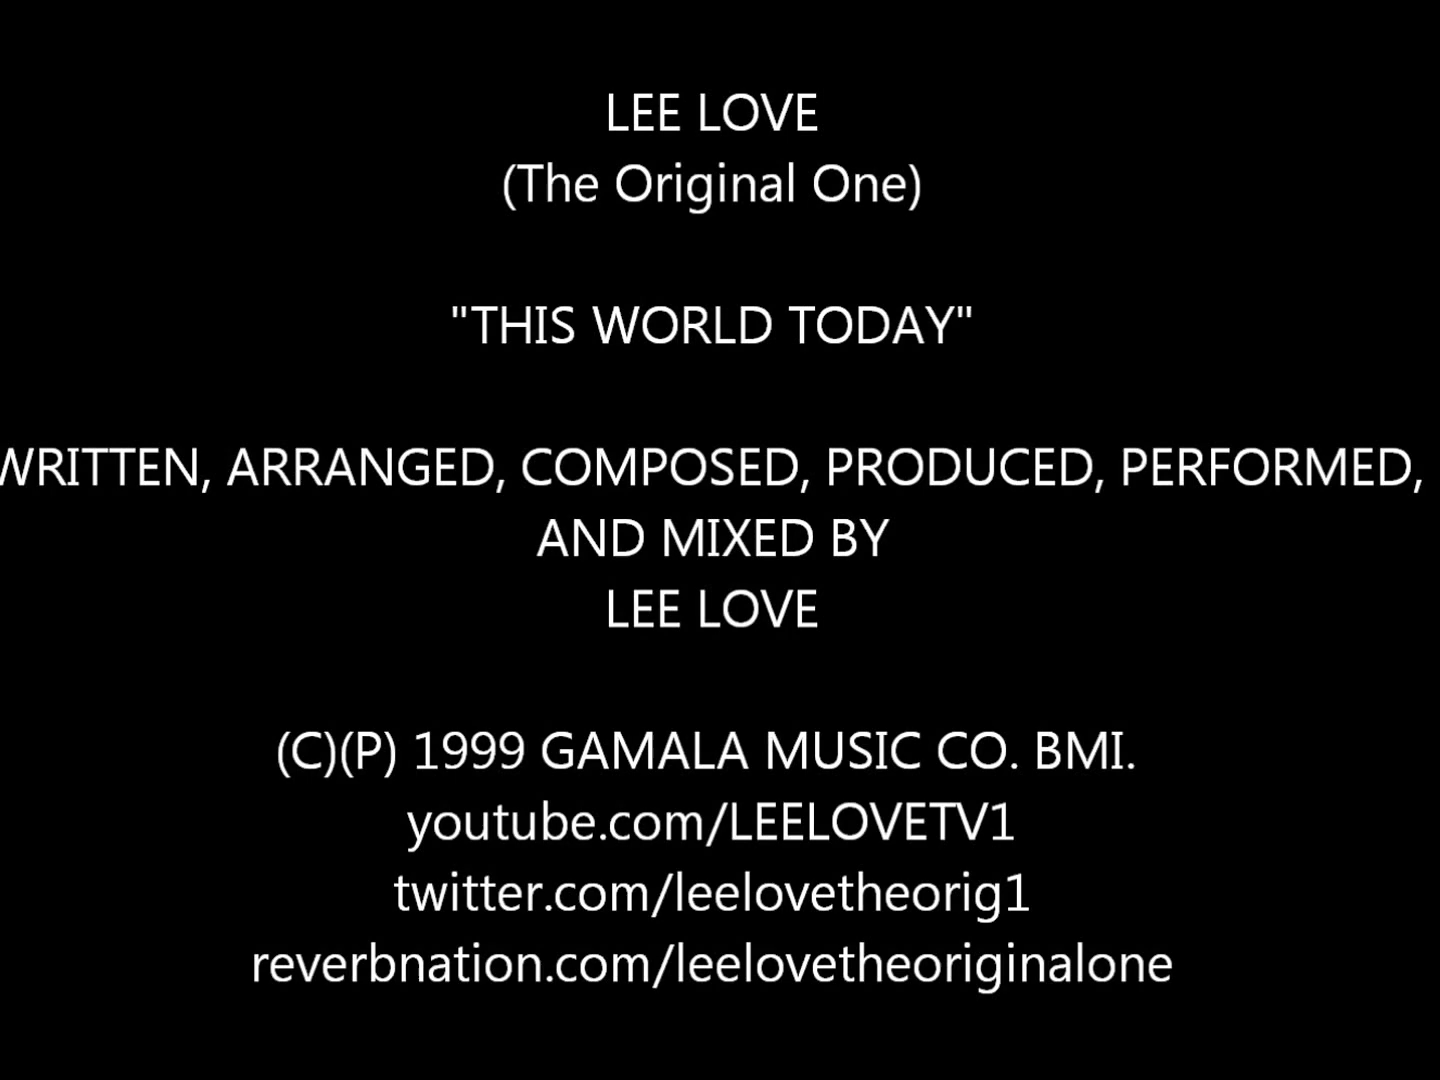 LEE LOVE
(The Original One)
"THIS WORLD TODAY"
WRITTEN, ARRANGED, COMPOSED, PRODUCED, PERFORMED,
AND MIXED BY
LEE LOVE
(C)(P) 1999 GAMALA MUSIC CO. BMI.
youtube.com/LEELOVETV1
twitter.com/leelovetheorig1
reverbnation.com/leelovetheoriginalone